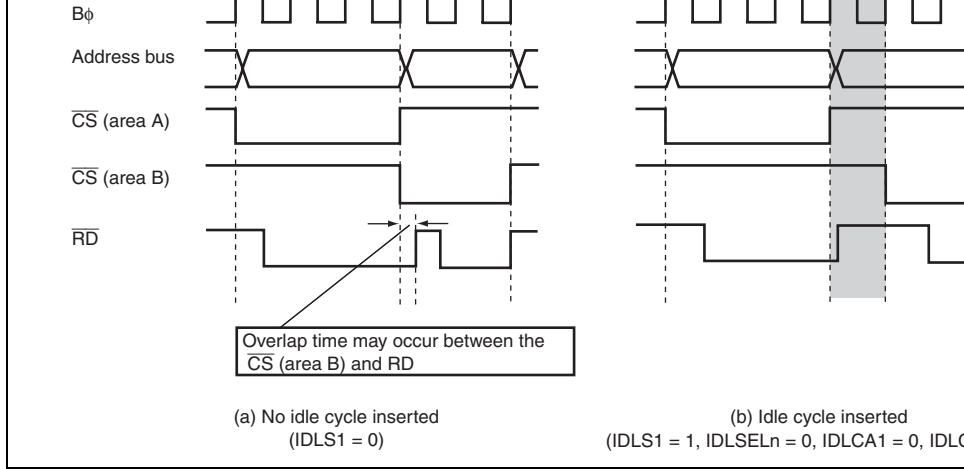 Bφ
Address bus
CS (area A)
CS (area B)
RD
Overlap time may occur between the
CS (area B) and RD
(a) No idle cycle inserted
(IDLS1 = 0)
(b) Idle cycle inserted
(IDLS1 = 1, IDLSELn = 0, IDLCA1 = 0, IDLC